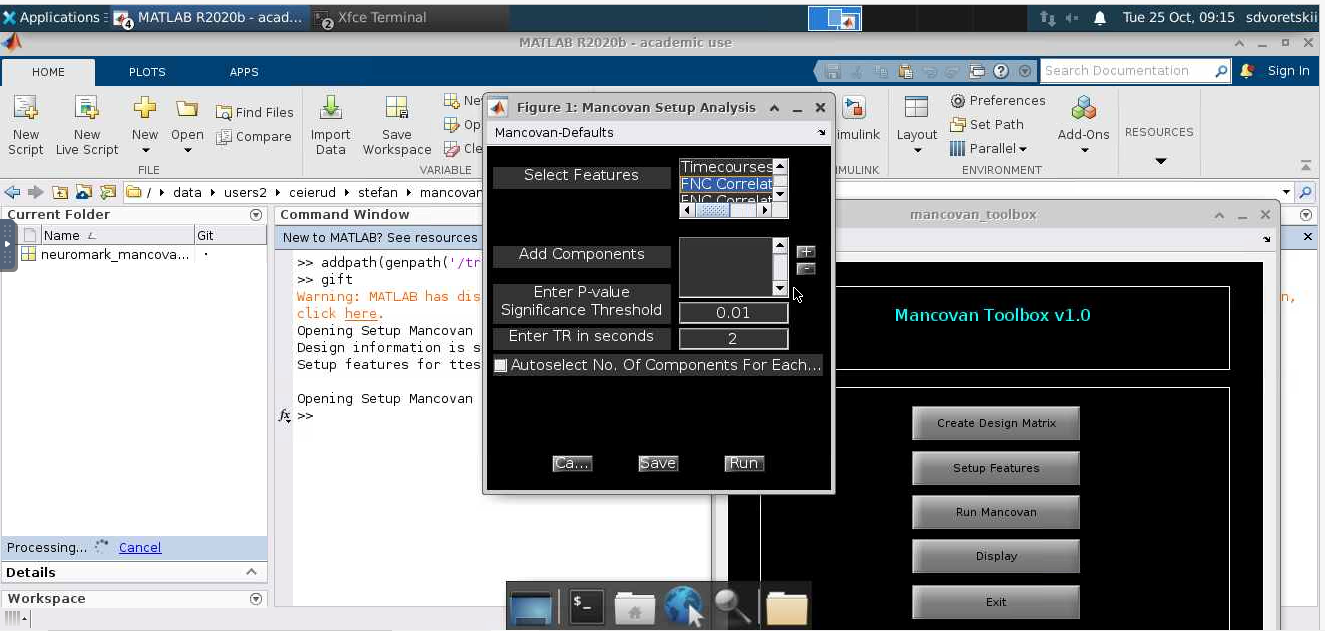 Applications
MATLAB R2020b - acad...
Xfce Terminal
Tue 25 Oct, 09:15
sdvoretskii
MATLAB R2020b - academic use
HOME
PLOTS
APPS
Search Documentation
Sign In
New Script
New Live Script
New
Open
Find Files
Compare
Import Data
Save Workspace
Ne
Op
Cle
imulink
Layout
Preferences
Set Path
Parallel
Add-Ons
RESOURCES
FILE
VARIABLE
MULINK
ENVIRONMENT
/ data users2 ceierud stefan mancovan
Current Folder
Name
Git
neuromark_mancova...
Processing...
Cancel
Details
Workspace
Command Window
New to MATLAB? See resources
>> addpath(genpath('/tr
>> gift
Warning: MATLAB has dis
n,
click here.
Opening Setup Mancovan
Design information is s
Setup features for ttes
Opening Setup Mancovan
fx >>
Figure 1: Mancovan Setup Analysis
Mancovan-Defaults
Select Features
Timecourses
FNC Correlat
FNC Correlat
Add Components
+
-
Enter P-value
Significance Threshold
0.01
Enter TR in seconds
2
Autoselect No. Of Components For Each...
Ca...
Save
Run
mancovan_toolbox
Mancovan Toolbox v1.0
Create Design Matrix
Setup Features
Run Mancovan
Display
Exit